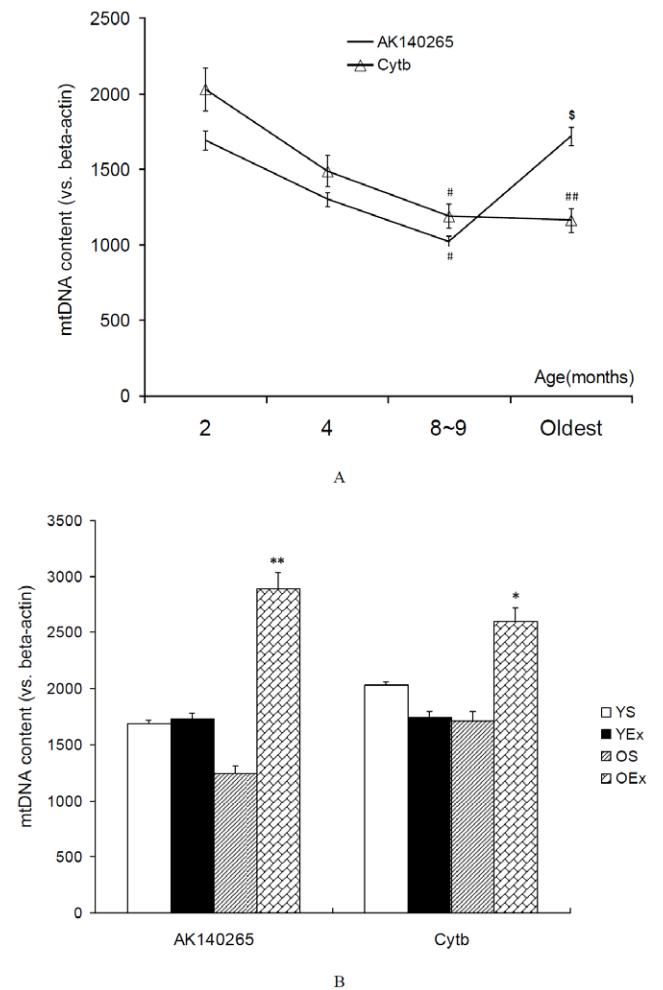 2500
2000
1500
1000
500
0
mtDNA content (vs. beta-actin)
AK140265
Cytb
#
#
$
##
Age(months)
2 4 8~9 Oldest
A
3500
3000
2500
2000
1500
1000
500
0
mtDNA content (vs. beta-actin)
**
*
YS
YEx
OS
OEx
AK140265 Cytb
B